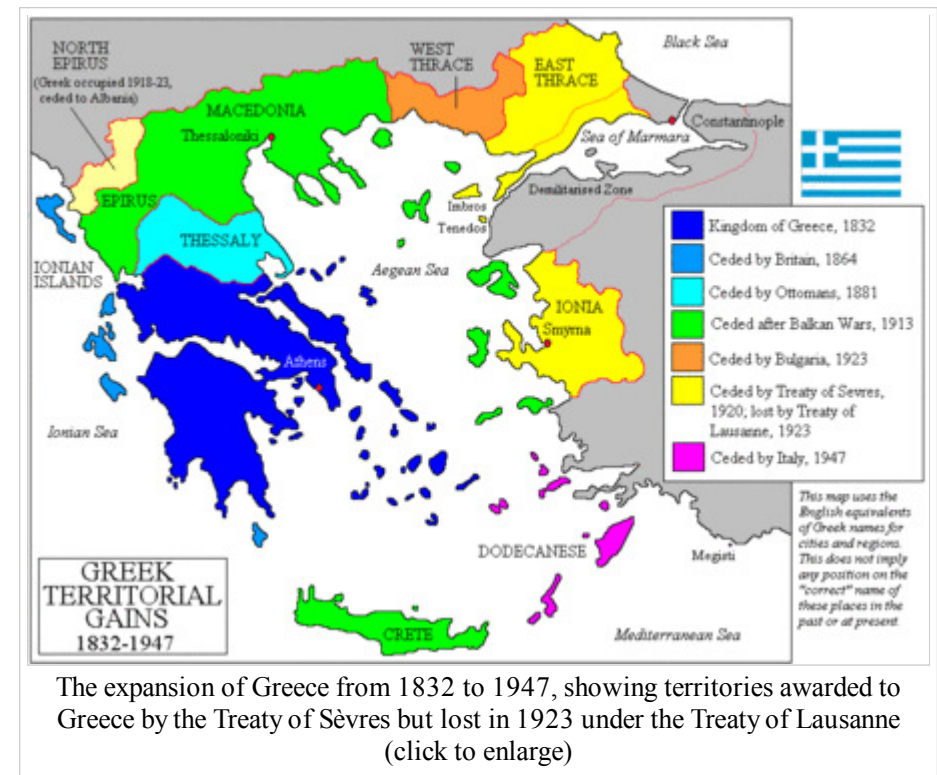 NORTH
EPIRUS
(Greek occupied 1918-23,
ceded to Albania)
WEST
THRACE
EAST
THRACE
Black Sea
MACEDONIA
Thessaloniki
Constantinople
Sea of Marmara
Demilitarised Zone
Imbros
Tenedos
EPIRUS
THESSALY
IONIAN
ISLANDS
Aegean Sea
IONIA
Smyrna
Athens
Ionian Sea
Kingdom of Greece, 1832
Ceded by Britain, 1864
Ceded by Ottomans, 1881
Ceded after Balkan Wars, 1913
Ceded by Bulgaria, 1923
Ceded by Treaty of Sevres,
1920, lost by Treaty of
Lausanne, 1923
Ceded by Italy, 1947
This map uses the
English equivalents
of Greek names for
cities and regions.
This does not imply
any position on the
"correct" name of
these places in the
past or at present
DODECANESE
Megisti
CRETE
Mediterranean Sea
GREEK
TERRITORIAL
GAINS
1832-1947
The expansion of Greece from 1832 to 1947, showing territories awarded to
Greece by the Treaty of Sèvres but lost in 1923 under the Treaty of Lausanne
(click to enlarge)